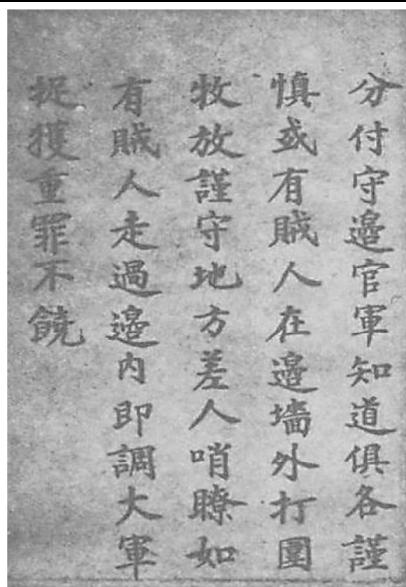 分付守邊官軍知道俱各謹
慎或有賊人在邊墻外打圍
牧放謹守地方差人哨瞭如
有賊人走過邊内即調大軍
捉獲重罪不饒